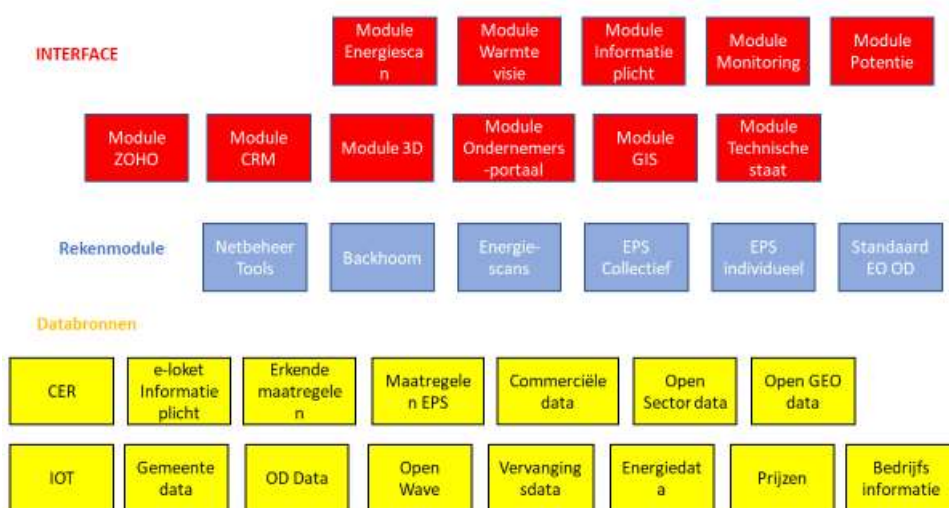 INTERFACE
Module
Energiesca
n
Module
Warmte
visie
Module
Informatie
plicht
Module
Monitoring
Module
Potentie
Module
ZOHO
Module
CRM
Module 3D
Module
Ondernemers
-portaal
Module
GIS
Module
Technische
staat
Rekenmodule
Netbeheer
Tools
Backhoom
Energie-
scans
EPS
Collectief
EPS
individueel
Standaard
EO OD
Databronnen
CER
e-loket
Informatie
plicht
Erkende
maatregele
n
Maatregele
n EPS
Commerciële
data
Open
Sector data
Open GEO
data
IOT
Gemeente
data
OD Data
Open
Wave
Vervanging
sdata
Energiedat
a
Prijzen
Bedrijfs
informatie